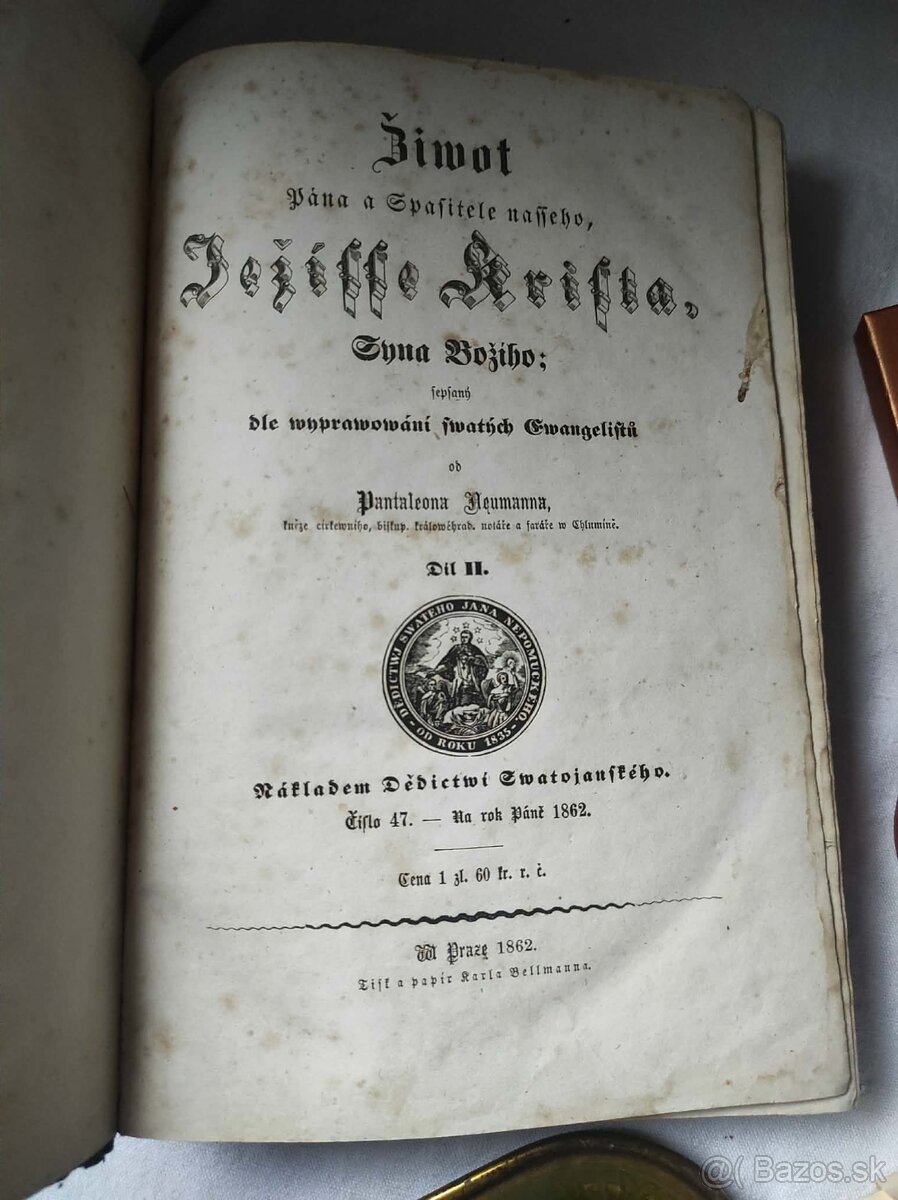 Žiwot
Pána a Spasitele nasseho,
Ježísse Krista,
Syna Božiho;
sepsaný
dle wyprawowání swatých Ewangelistů
od
Pantaleona Neumanna,
kněze cirkewního, biskup. králowéhrad. notáře a faráře w Chlumíně.
Díl II.
DĚDICTWJ SWATÉHO JANA NEPOMUCKÉHO.
- OD ROKU 1835 -
Nákladem Dědictwí Swatojanského.
Číslo 47. — Na rok Páně 1862.
Cena 1 zl. 60 kr. r. č.
W Praze 1862.
Tisk a papír Karla Bellmanna.
@( Bazos.sk